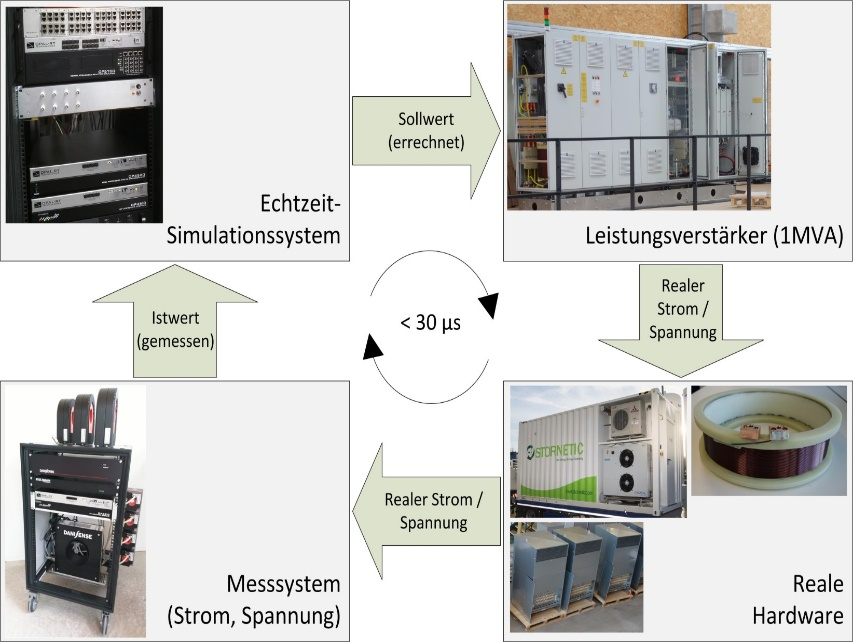 Echtzeit-
Simulationssystem
Sollwert
(errechnet)
Leistungsverstärker (1MVA)
Realer
Strom /
Spannung
< 30 µs
Istwert
(gemessen)
STORNETIC
Realer Strom /
Spannung
DANISENSE
Messsystem
(Strom, Spannung)
Reale
Hardware